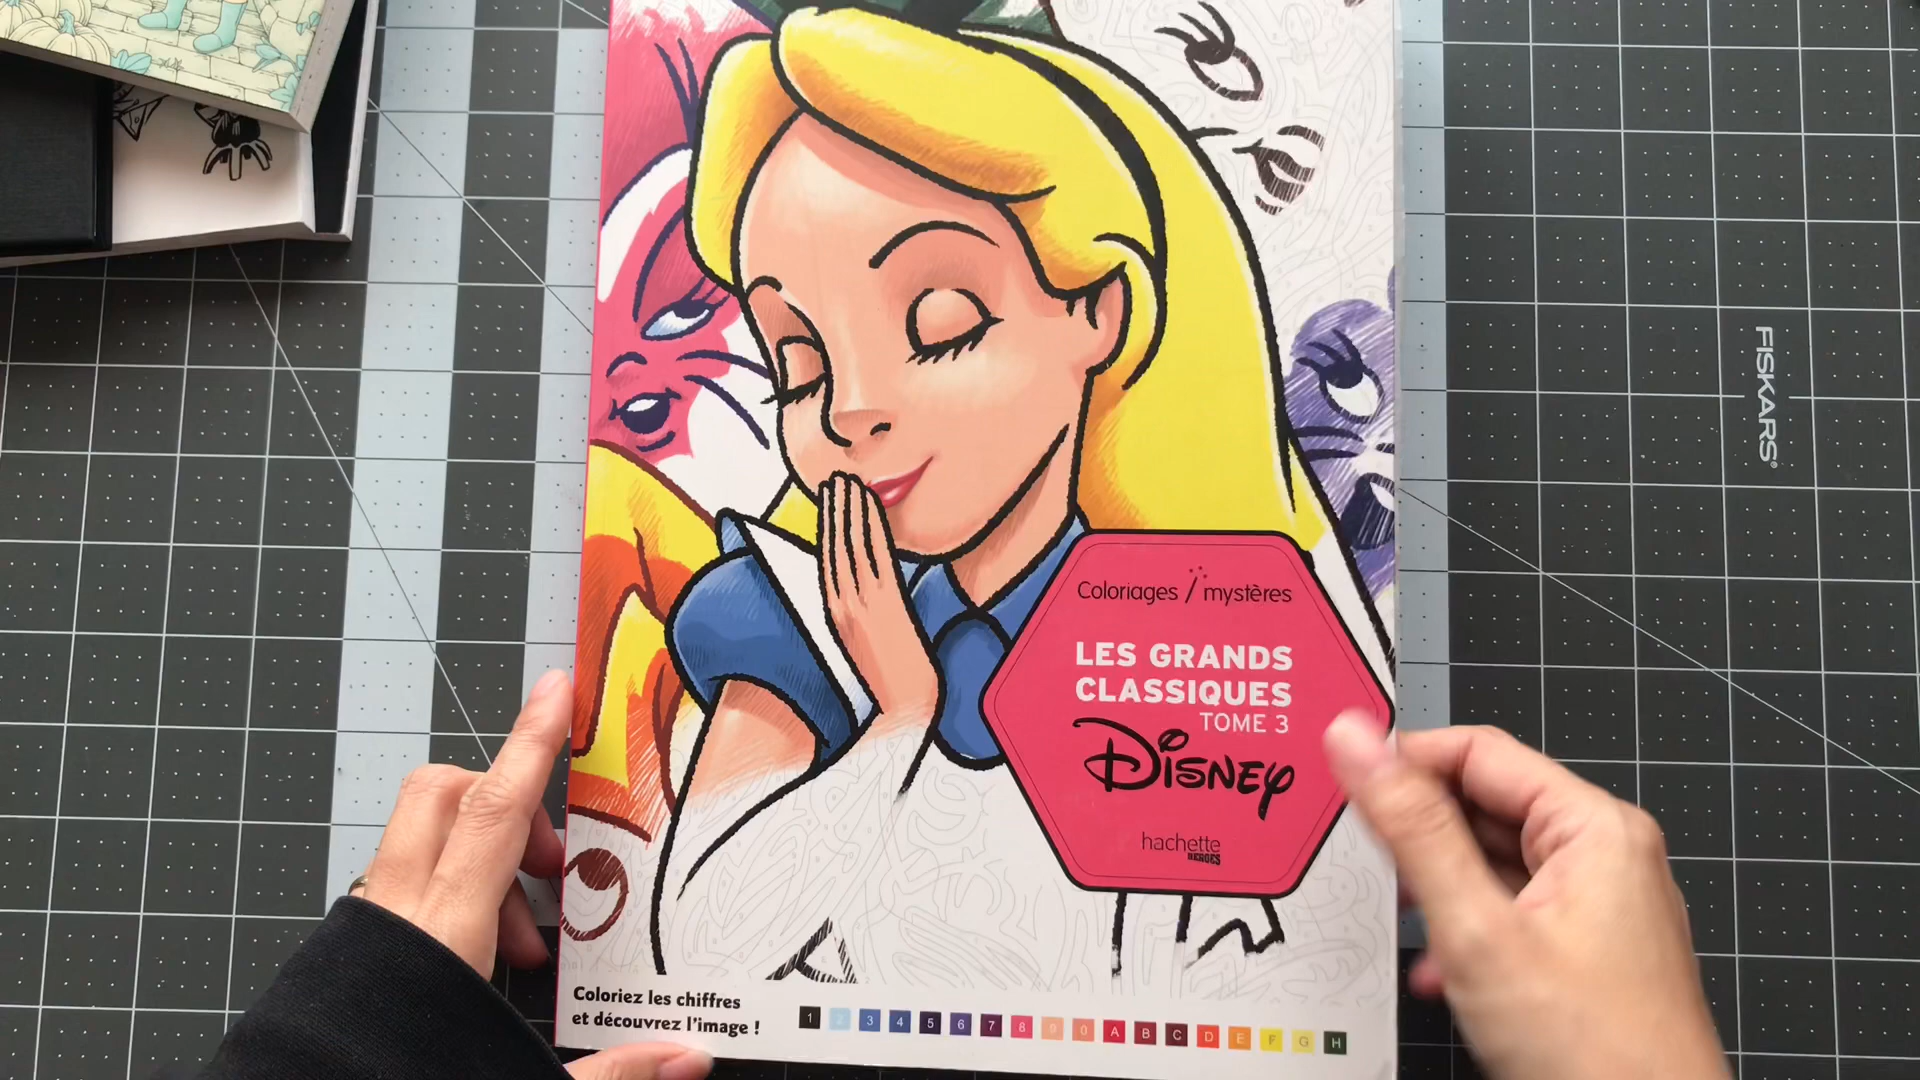 FISKARS®
Coloriages mystères
LES GRANDS
CLASSIQUES
TOME 3
Disney
hachette
HEROES
Coloriez les chiffres
et découvrez l'image !
1 2 3 4 5 6 7 8 9 0 A B C D E F G H